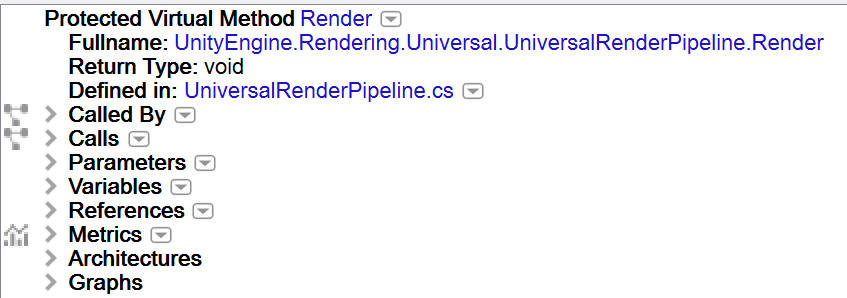 Protected Virtual Method Render
Fullname: UnityEngine.Rendering.Universal.UniversalRenderPipeline.Render
Return Type: void
Defined in: UniversalRenderPipeline.cs
Called By
Calls
Parameters
Variables
References
Metrics
Architectures
Graphs